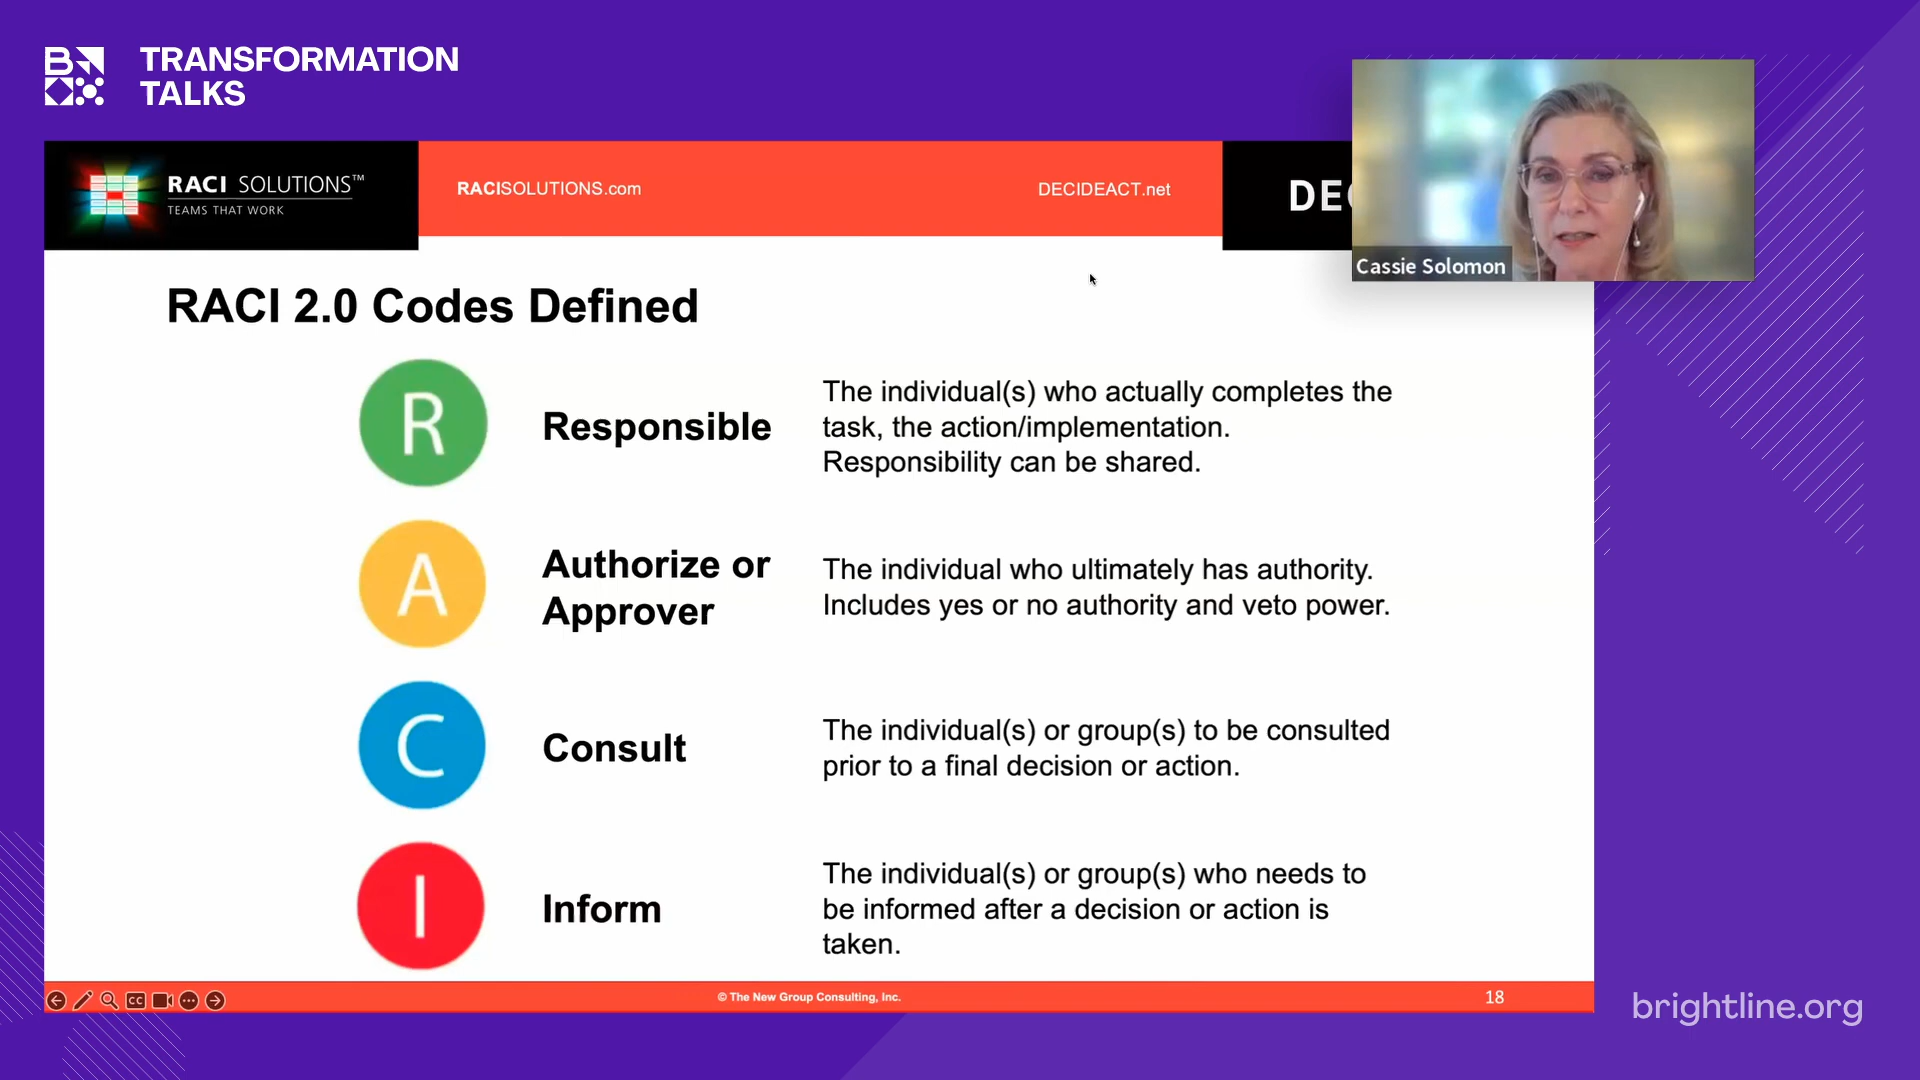 TRANSFORMATION
TALKS
RACI SOLUTIONS™
TEAMS THAT WORK
RACISOLUTIONS.com
DECIDEACT.net
Cassie Solomon
RACI 2.0 Codes Defined
R
Responsible
The individual(s) who actually completes the
task, the action/implementation.
Responsibility can be shared.
A
Authorize or
Approver
The individual who ultimately has authority.
Includes yes or no authority and veto power.
C
Consult
The individual(s) or group(s) to be consulted
prior to a final decision or action.
I
Inform
The individual(s) or group(s) who needs to
be informed after a decision or action is
taken.
CC
© The New Group Consulting, Inc.
18
brightline.org